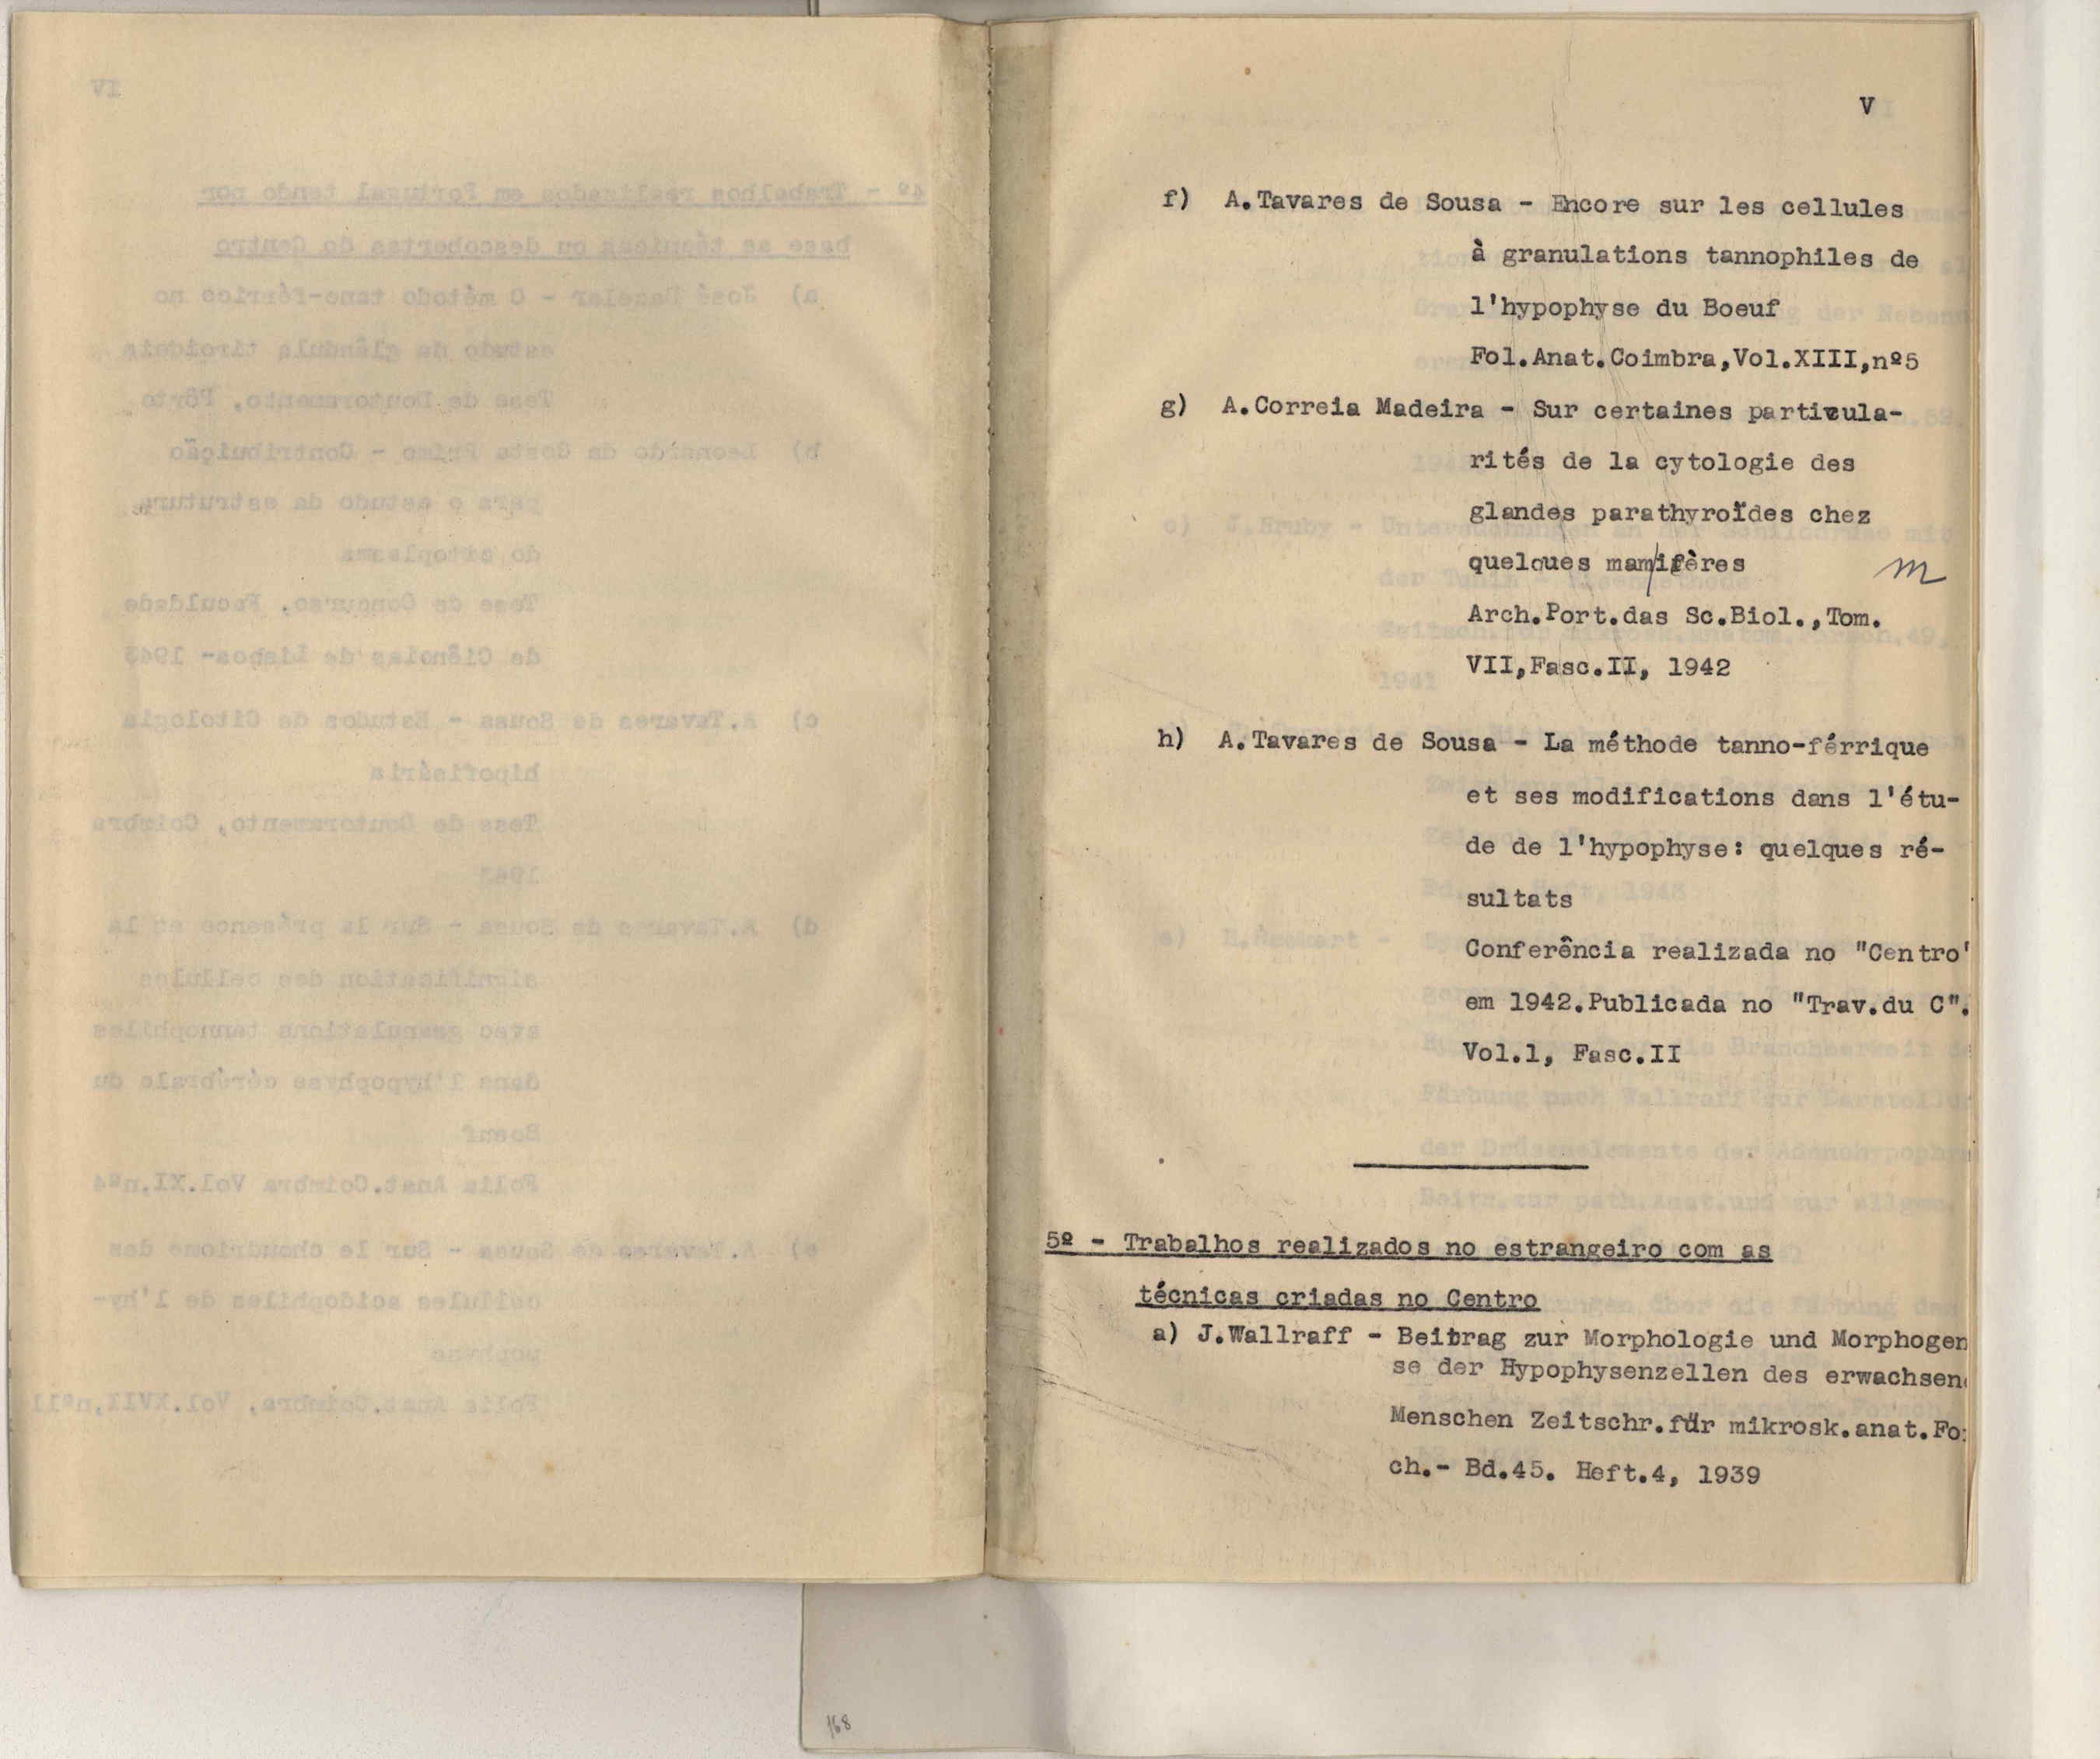 V
f) A.Tavares de Sousa - Encore sur les cellules
à granulations tannophiles de
l'hypophyse du Boeuf
Fol.Anat.Coimbra,Vol.XIII,nº5
g) A.Correia Madeira - Sur certaines particula-
rités de la cytologie des
glandes parathyroïdes chez
quelques mam/ifères m
Arch.Port.das Sc.Biol.,Tom.
VII,Fasc.II, 1942
h) A.Tavares de Sousa - La méthode tanno-férrique
et ses modifications dans l'étu-
de de l'hypophyse: quelques ré-
sultats
Conferência realizada no "Centro"
em 1942.Publicada no "Trav.du C".
Vol.1, Fasc.II
5º - Trabalhos realizados no estrangeiro com as
técnicas criadas no Centro
a) J.Wallraff - Beitrag zur Morphologie und Morphogen
se der Hypophysenzellen des erwachsen
Menschen Zeitschr.für mikrosk.anat.Fo
ch.- Bd.45. Heft.4, 1939
168